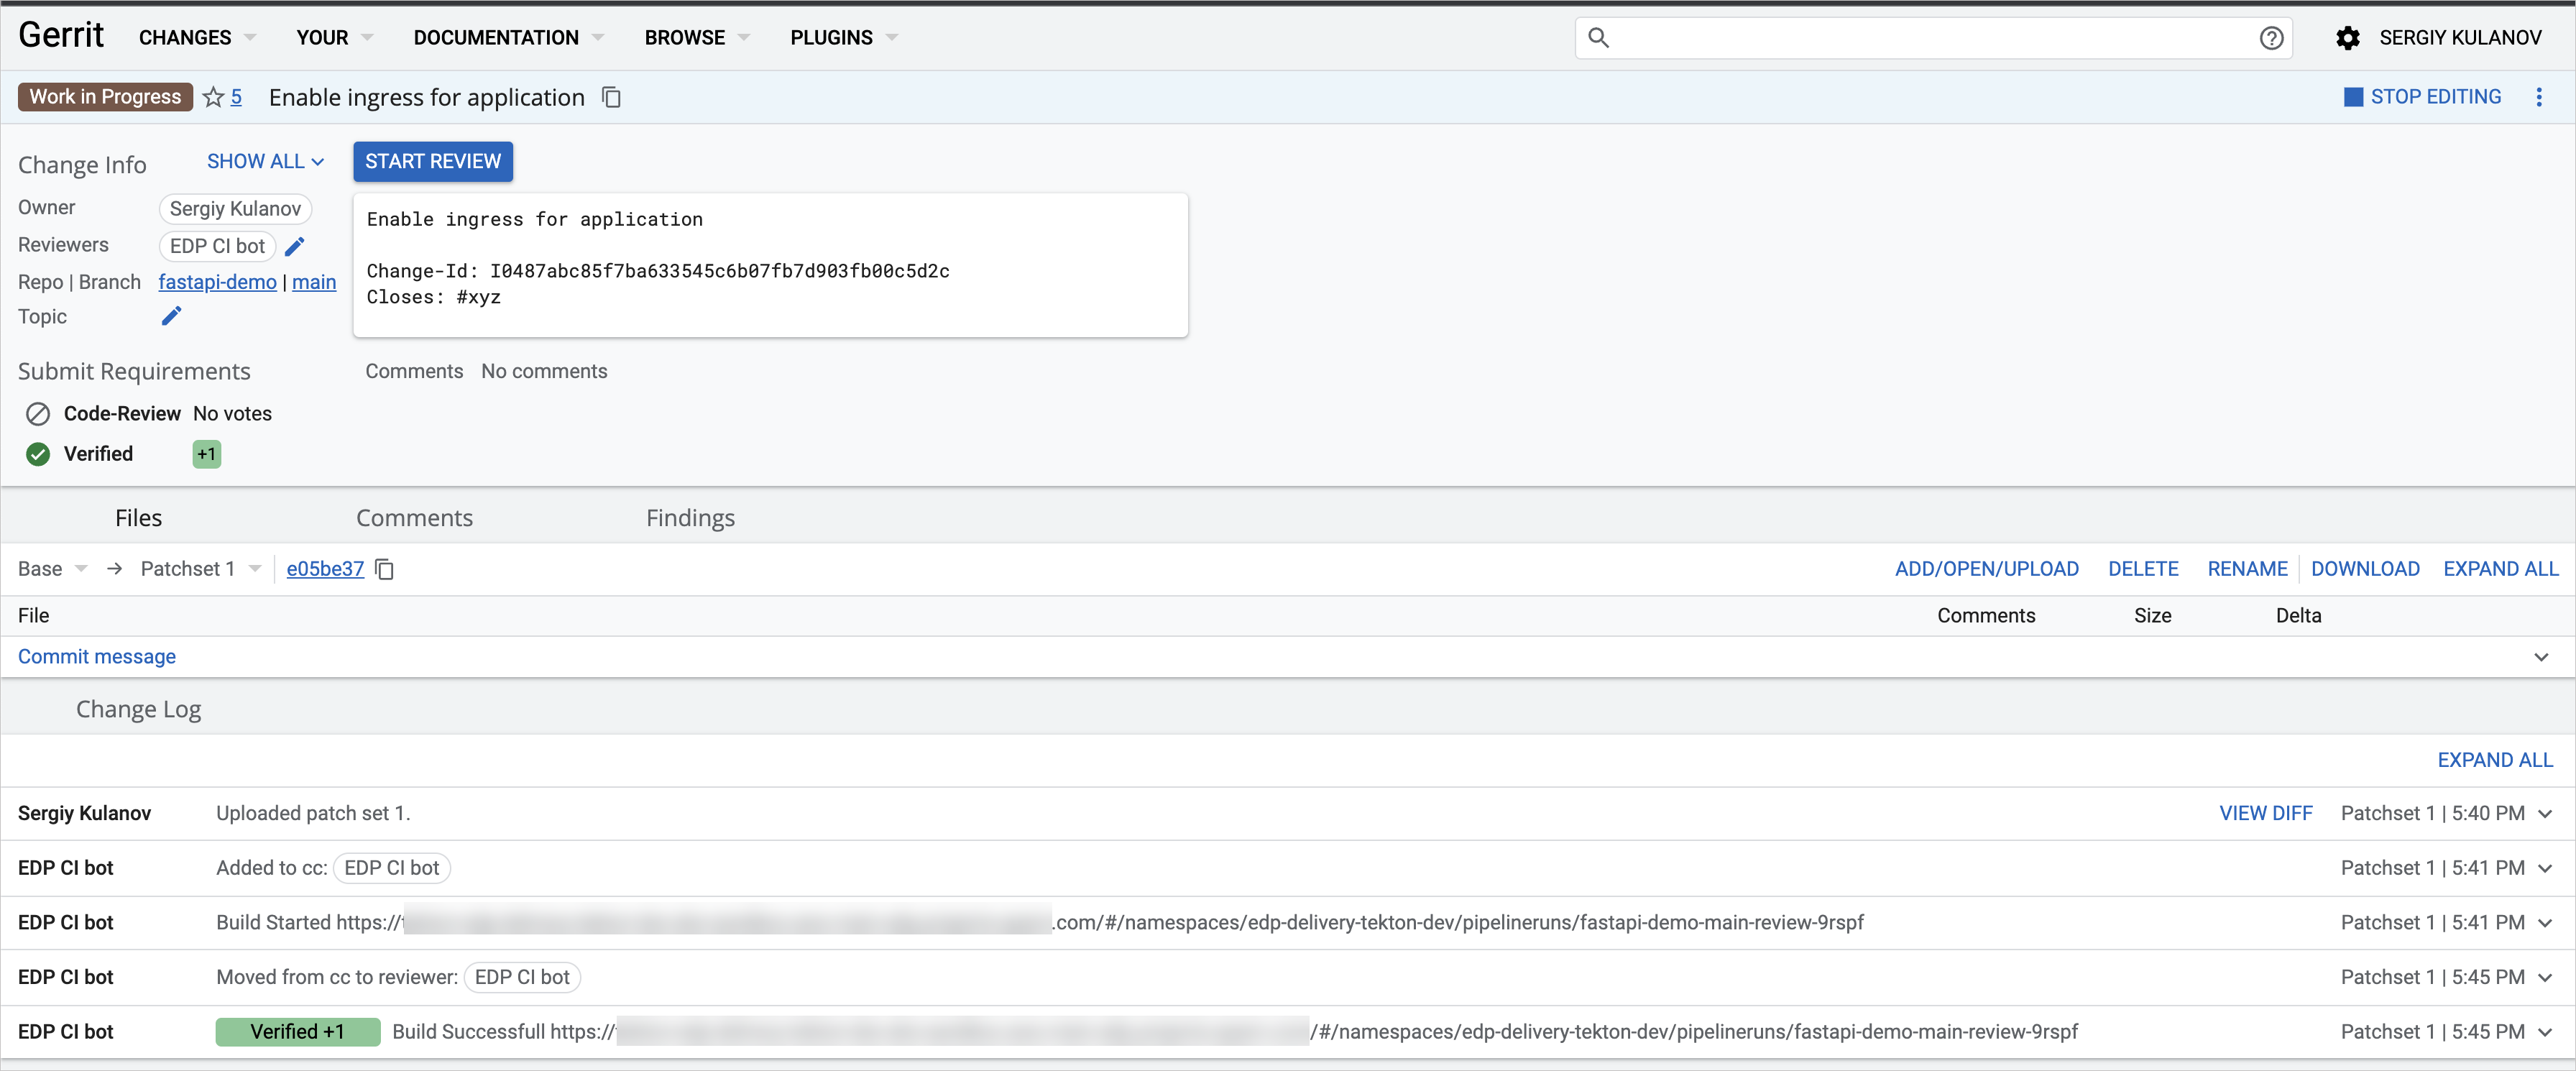 Gerrit CHANGES YOUR DOCUMENTATION BROWSE PLUGINS SERGIY KULANOV
Work in Progress 5 Enable ingress for application STOP EDITING
Change Info SHOW ALL START REVIEW
Owner Sergiy Kulanov
Reviewers EDP CI bot
Repo | Branch fastapi-demo | main
Topic
Enable ingress for application
Change-Id: I0487abc85f7ba633545c6b07fb7d903fb00c5d2c
Closes: #xyz
Submit Requirements
Comments No comments
Code-Review No votes
Verified +1
Files Comments Findings
Base → Patchset 1 e05be37 ADD/OPEN/UPLOAD DELETE RENAME DOWNLOAD EXPAND ALL
File Comments Size Delta
Commit message
Change Log
EXPAND ALL
Sergiy Kulanov Uploaded patch set 1. VIEW DIFF Patchset 1 | 5:40 PM
EDP CI bot Added to cc: EDP CI bot Patchset 1 | 5:41 PM
EDP CI bot Build Started https:// .com/#/namespaces/edp-delivery-tekton-dev/pipelineruns/fastapi-demo-main-review-9rspf Patchset 1 | 5:41 PM
EDP CI bot Moved from cc to reviewer: EDP CI bot Patchset 1 | 5:45 PM
EDP CI bot Verified +1 Build Successfull https:// /#/namespaces/edp-delivery-tekton-dev/pipelineruns/fastapi-demo-main-review-9rspf Patchset 1 | 5:45 PM